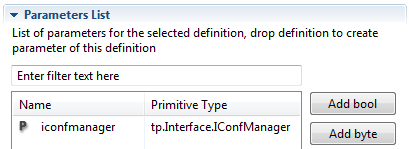 Parameters List
List of parameters for the selected definition, drop definition to create
parameter of this definition
Enter filter text here
Name Primitive Type Add bool
P iconfmanager tp.Interface.IConfManager Add byte